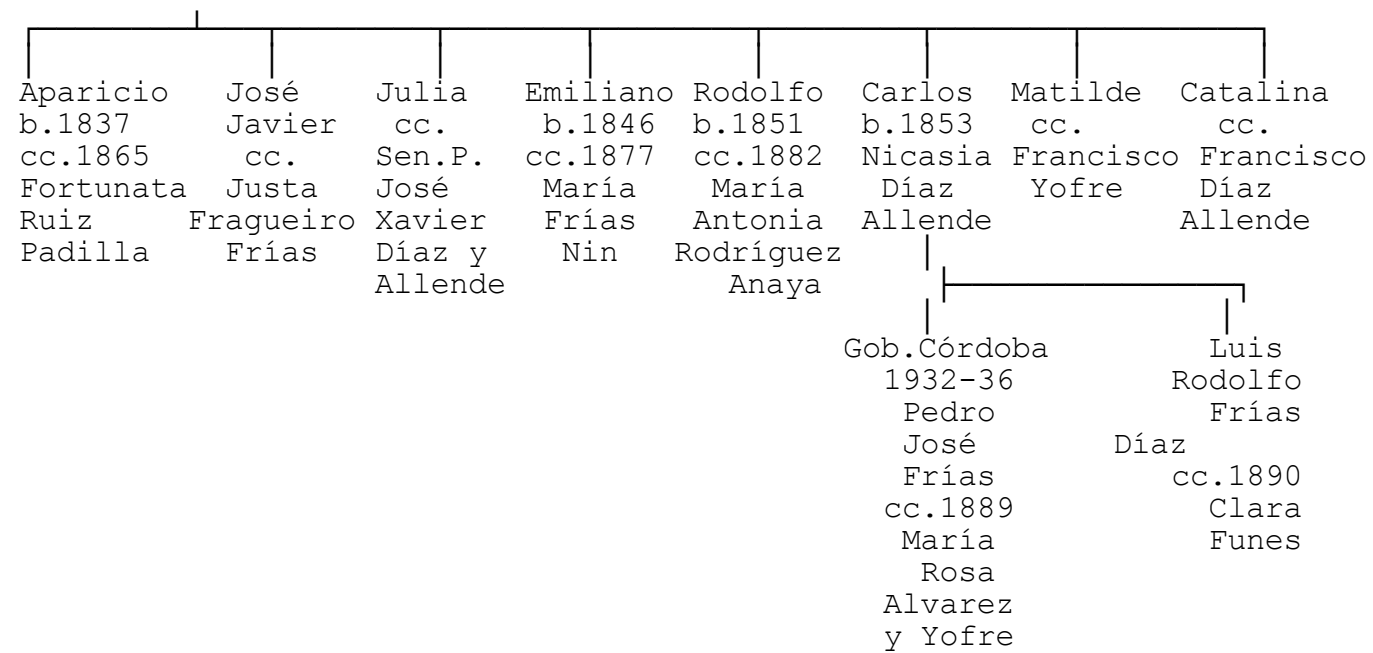 Aparicio José Julia Emiliano Rodolfo Carlos Matilde Catalina
b.1837 Javier cc. b.1846 b.1851 b.1853 cc. cc.
cc.1865 cc. Sen.P. cc.1877 cc.1882 Nicasia Francisco Francisco
Fortunata Justa José María María Díaz Yofre Díaz
Ruiz Fragueiro Xavier Frías Antonia Allende Allende
Padilla Frías Díaz y Nin Rodríguez
Allende Anaya
Gob.Córdoba Luis
1932-36 Rodolfo
Pedro Frías
José Díaz
Frías cc.1890
cc.1889 Clara
María Funes
Rosa
Alvarez
y Yofre